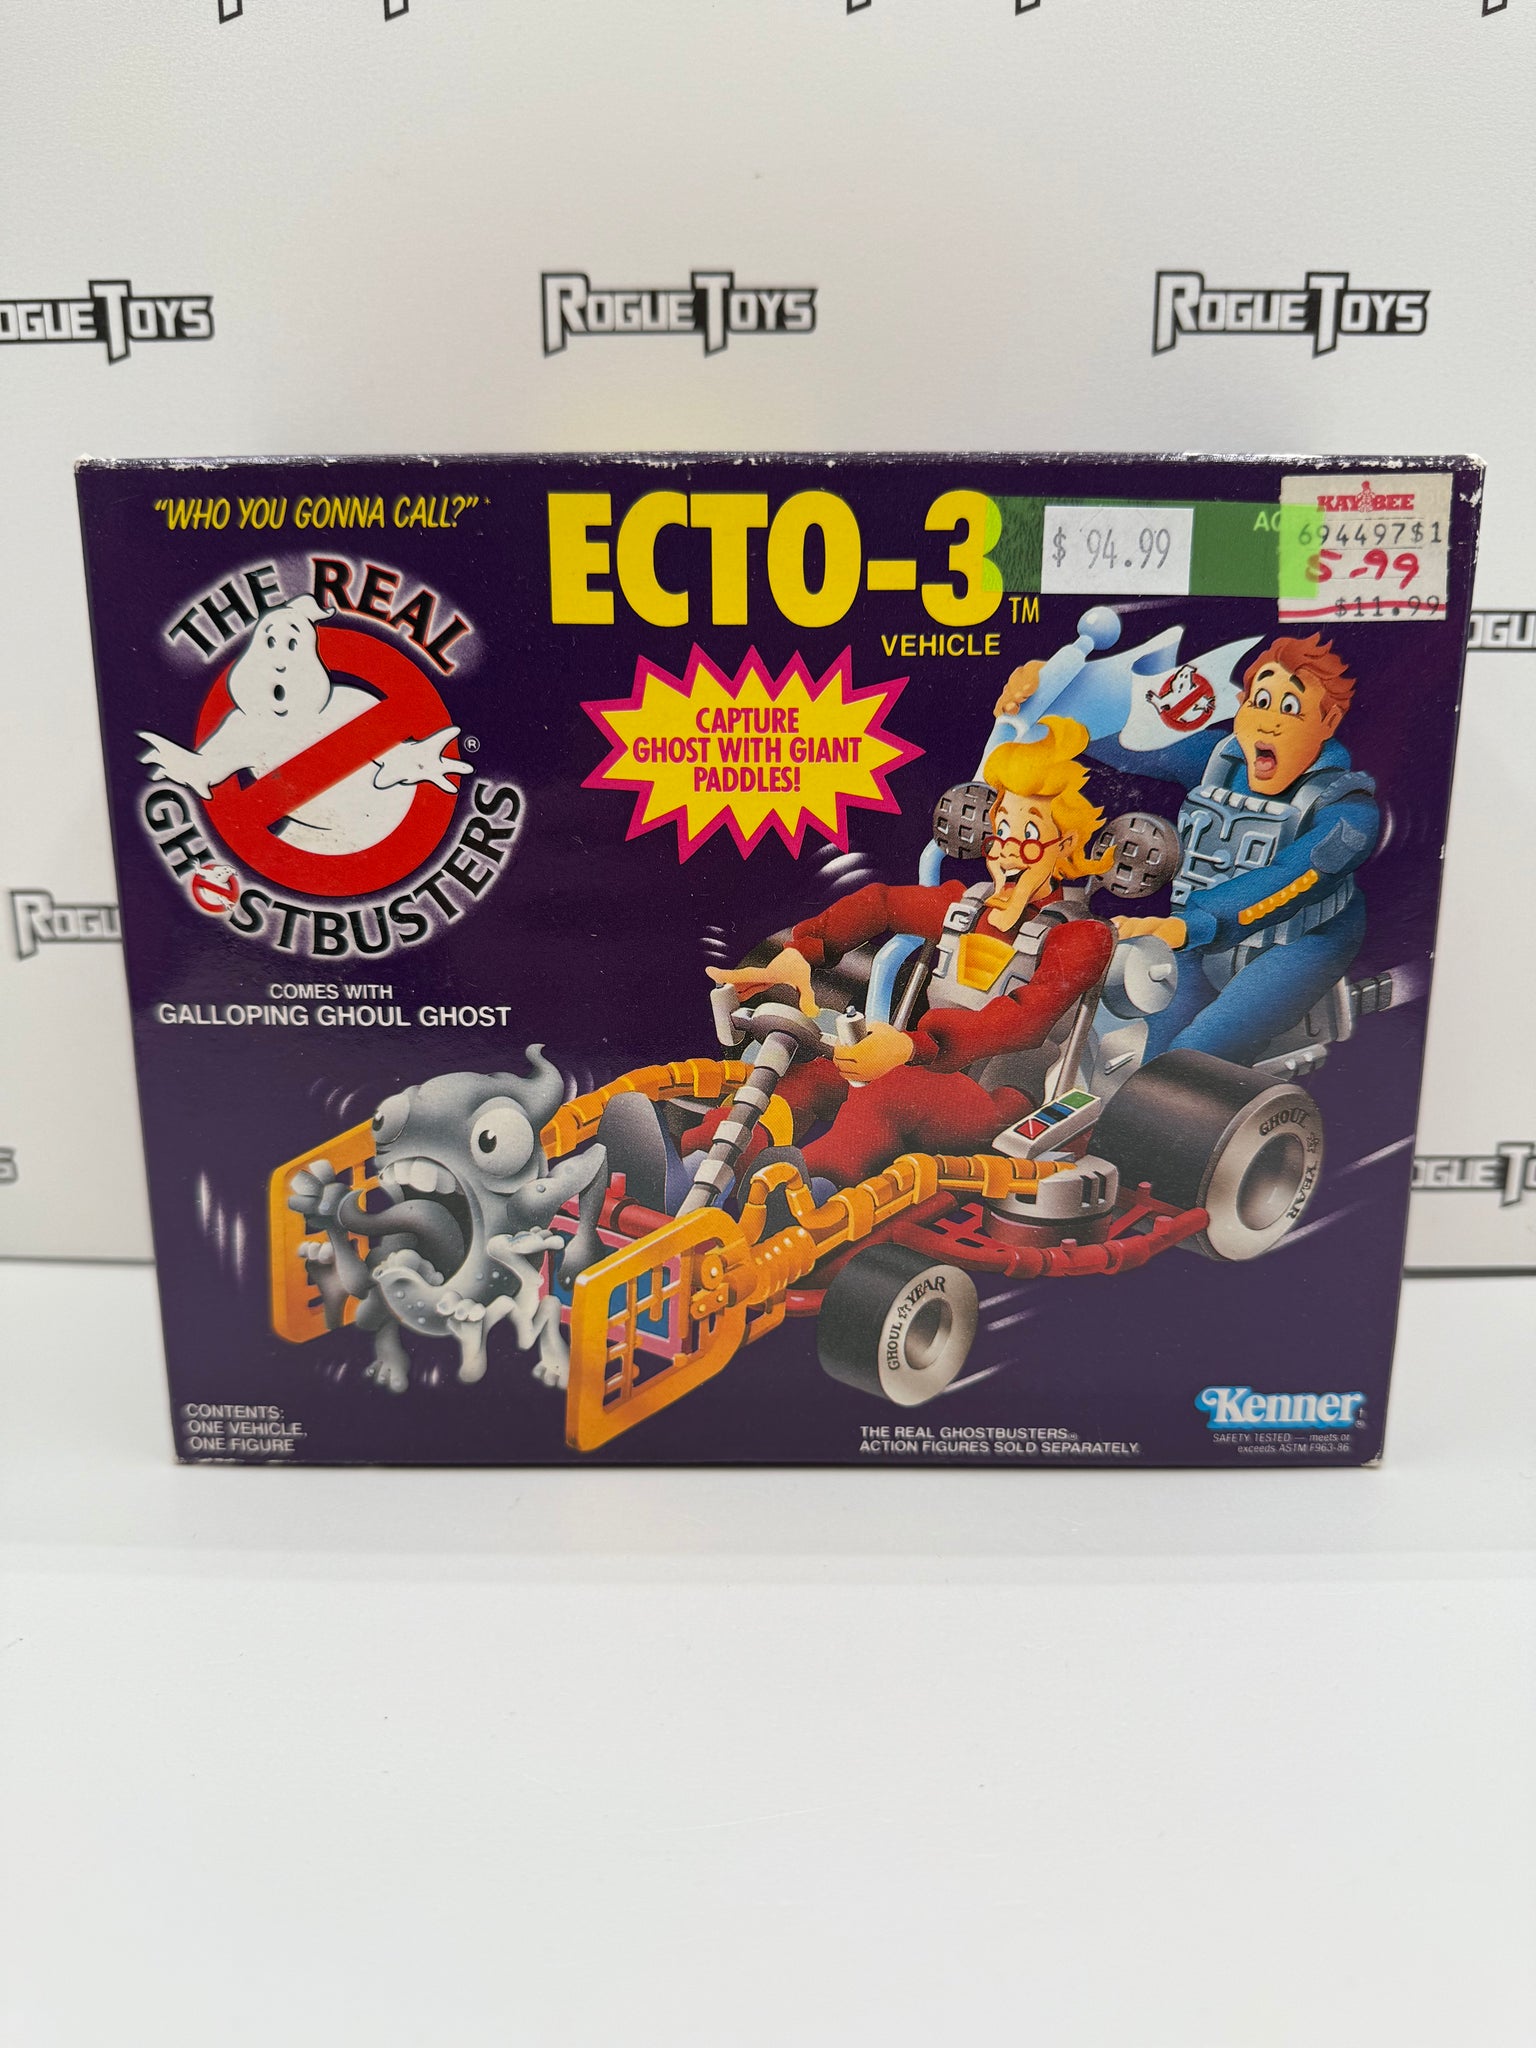 ROGUE TOYS
ROGUE TOYS
"WHO YOU GONNA CALL?"*
THE REAL
GHOSTBUSTERS
®
ECTO-3
TM
VEHICLE
$ 94.99
KAY BEE
694497$1
5.99
$11.99
CAPTURE
GHOST WITH GIANT
PADDLES!
COMES WITH
GALLOPING GHOUL GHOST
GHOUL YEAR
GHOUL YEAR
CONTENTS:
ONE VEHICLE,
ONE FIGURE
THE REAL GHOSTBUSTERS®
ACTION FIGURES SOLD SEPARATELY.
Kenner
SAFETY TESTED — meets or
exceeds ASTM F963-86